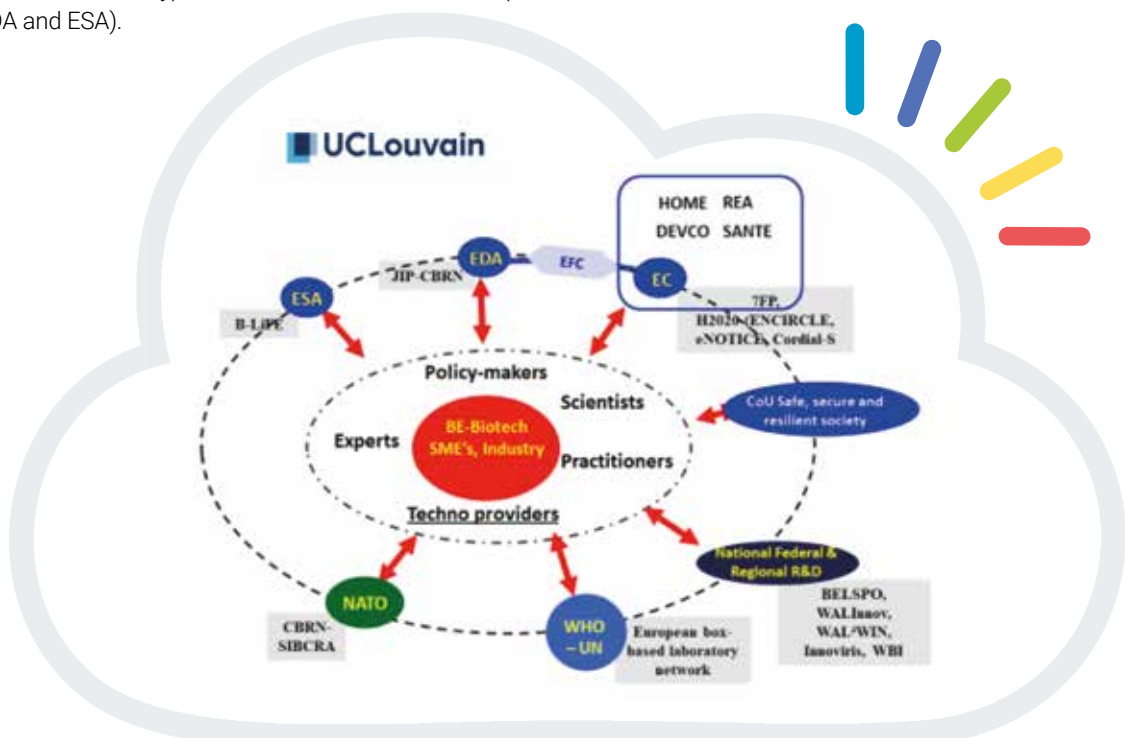 DA and ESA).
UCLouvain
HOME REA
DEVCO SANTE
EDA
EFC
EC
JIP-CBRN
ESA
B-LiFE
7FP,
H2020-(ENCIRCLE,
eNOTICE, Cordial-S
Policy-makers
Scientists
CoU Safe, secure and
resilient society
Experts
BE-Biotech
SME's, Industry
Practitioners
Techno providers
National Federal &
Regional R&D
BELSPO,
WALInnov,
WAL²WIN,
Innoviris, WBI
NATO
CBRN-
SIBCRA
WHO
– UN
European box-
based laboratory
network